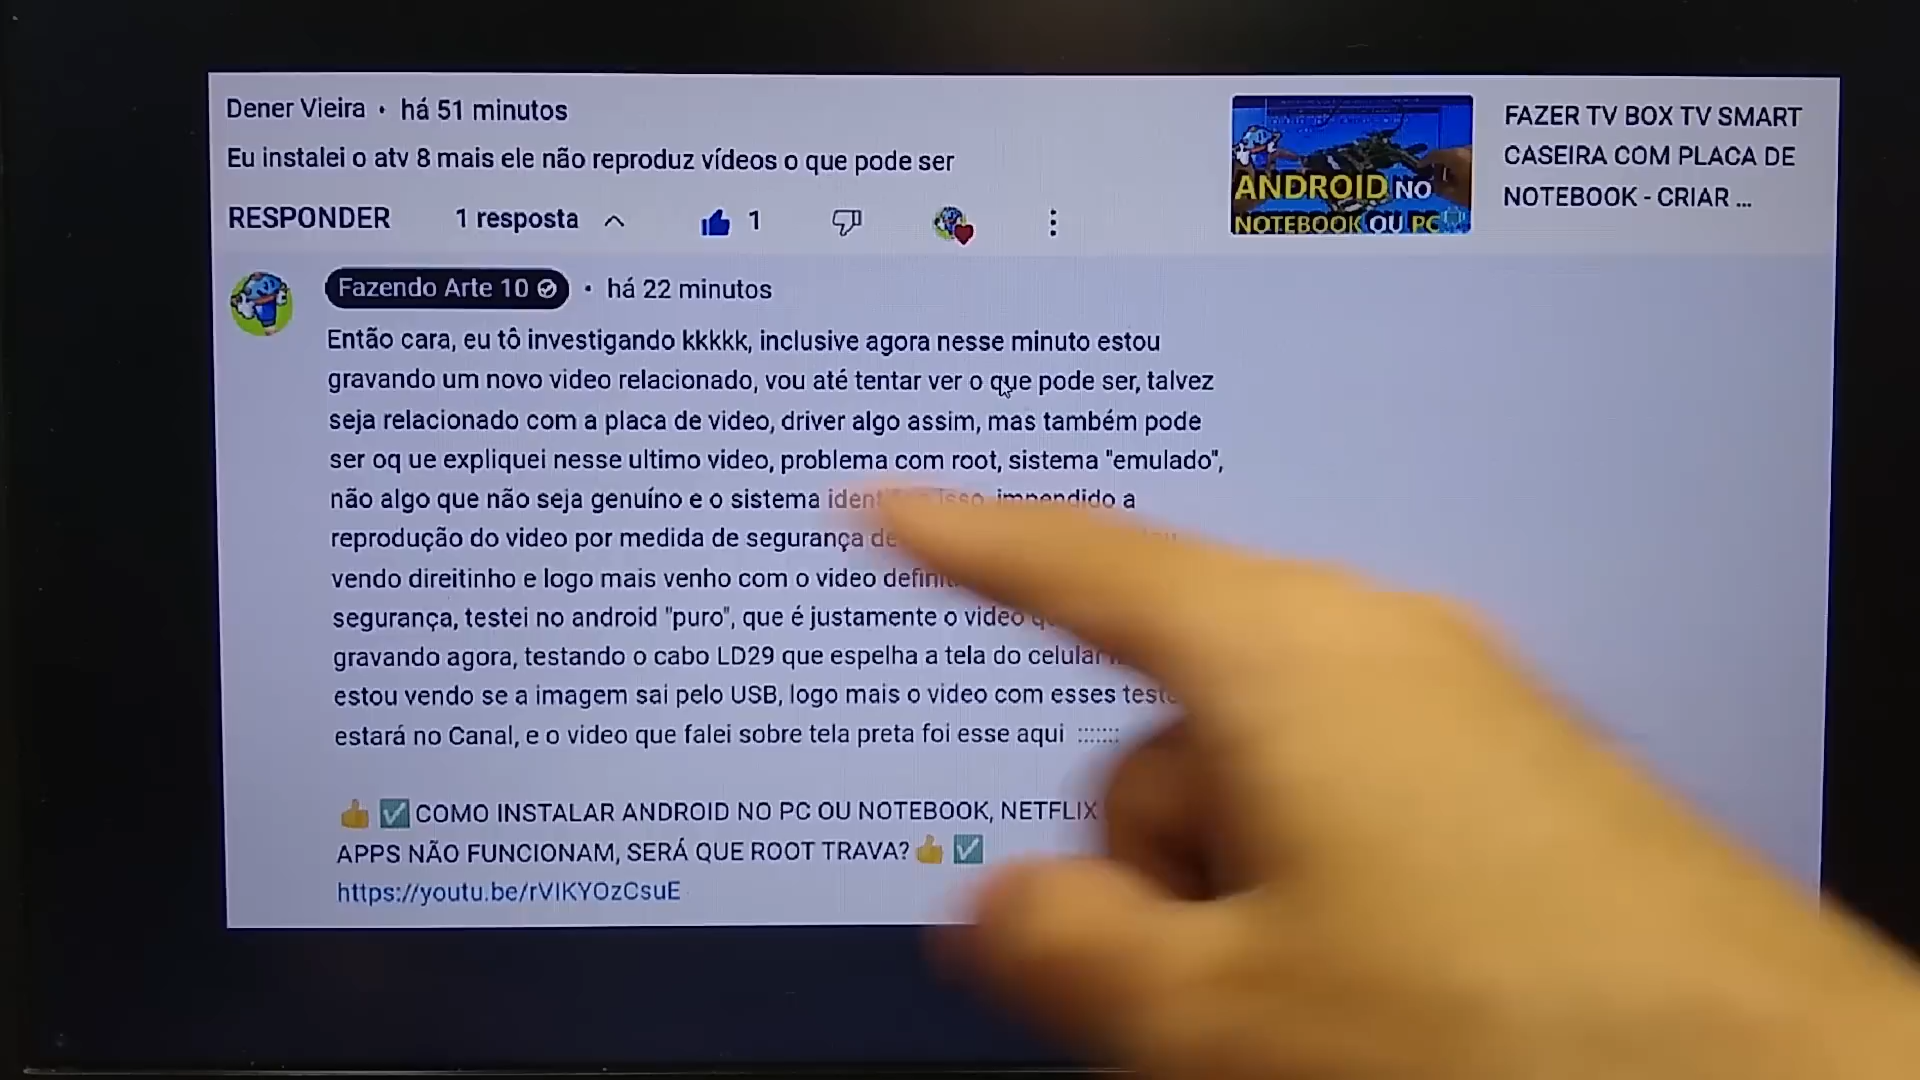 Dener Vieira • há 51 minutos
Eu instalei o atv 8 mais ele não reproduz vídeos o que pode ser
RESPONDER 1 resposta 1
ANDROID NO
NOTEBOOK OU PC
FAZER TV BOX TV SMART
CASEIRA COM PLACA DE
NOTEBOOK - CRIAR ...
Fazendo Arte 10 • há 22 minutos
Então cara, eu tô investigando kkkkk, inclusive agora nesse minuto estou
gravando um novo video relacionado, vou até tentar ver o que pode ser, talvez
seja relacionado com a placa de video, driver algo assim, mas também pode
ser oq ue expliquei nesse ultimo video, problema com root, sistema "emulado",
não algo que não seja genuíno e o sistema isso, impendido a
reprodução do video por medida de segurança
vendo direitinho e logo mais venho com o video
segurança, testei no android "puro", que é justamente o video
gravando agora, testando o cabo LD29 que espelha a tela do celular
estou vendo se a imagem sai pelo USB, logo mais o video com esses
estará no Canal, e o video que falei sobre tela preta foi esse aqui :::::::
👍 ✅ COMO INSTALAR ANDROID NO PC OU NOTEBOOK, NETFLIX
APPS NÃO FUNCIONAM, SERÁ QUE ROOT TRAVA? 👍 ✅
https://youtu.be/rVIKYOzCsuE